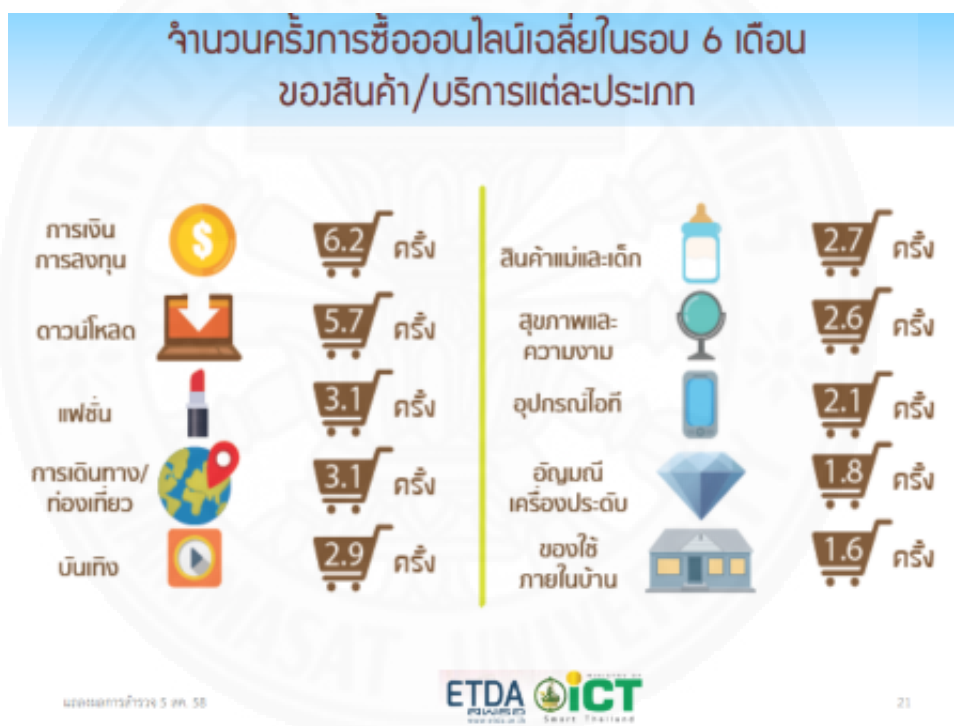 จำนวนครั้งการซื้อออนไลน์เฉลี่ยในรอบ 6 เดือน
ของสินค้า/บริการแต่ละประเภท
การเงิน
การลงทุน
6.2 ครั้ง
ดาวน์โหลด
5.7 ครั้ง
แฟชั่น
3.1 ครั้ง
การเดินทาง/
ท่องเที่ยว
3.1 ครั้ง
บันเทิง
2.9 ครั้ง
สินค้าแม่และเด็ก
2.7 ครั้ง
สุขภาพและ
ความงาม
2.6 ครั้ง
อุปกรณ์ไอที
2.1 ครั้ง
อัญมณี
เครื่องประดับ
1.8 ครั้ง
ของใช้
ภายในบ้าน
1.6 ครั้ง
THAMMASAT UNIVERSITY
ETDA
ICT
Smart Thailand
21